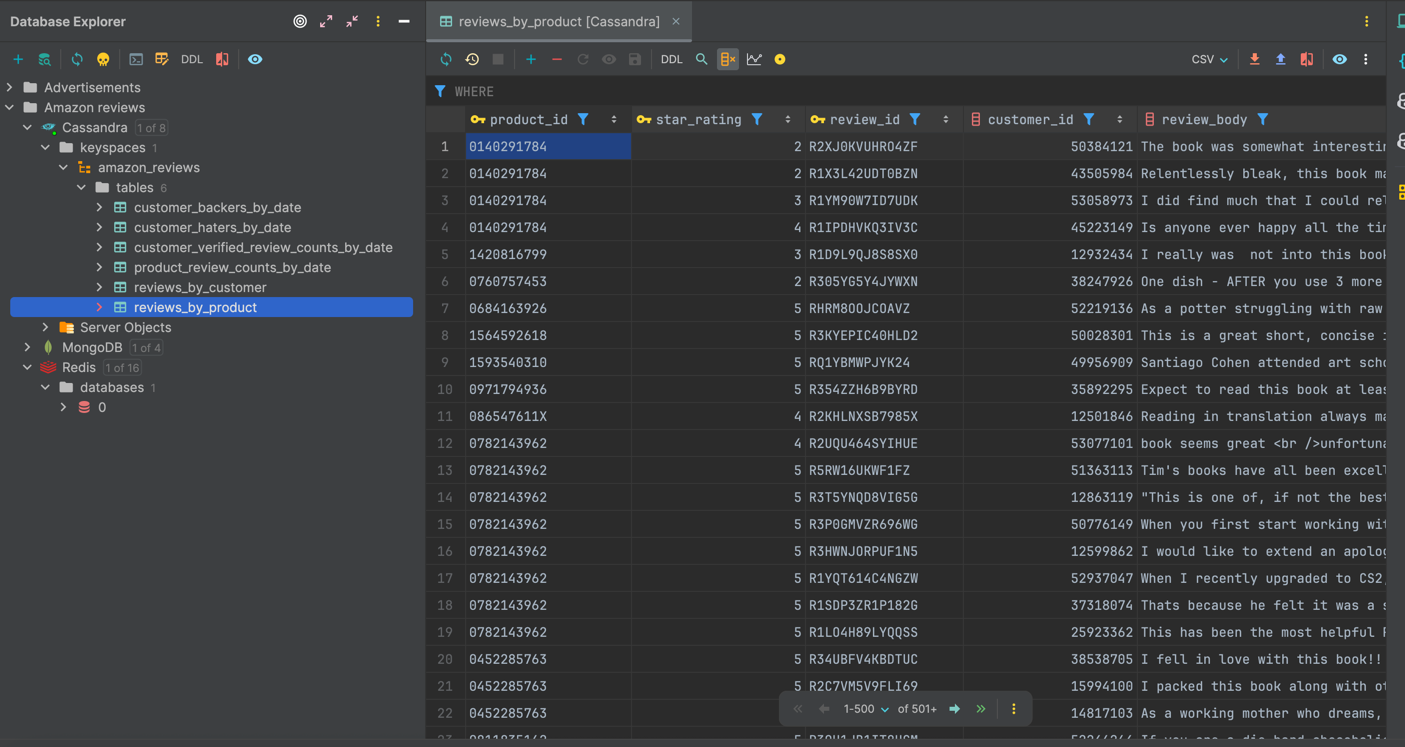 Database Explorer
reviews_by_product [Cassandra]
DDL
DDL
CSV
WHERE
Advertisements
Amazon reviews
Cassandra 1 of 8
keyspaces 1
amazon_reviews
tables 6
customer_backers_by_date
customer_haters_by_date
customer_verified_review_counts_by_date
product_review_counts_by_date
reviews_by_customer
reviews_by_product
Server Objects
MongoDB 1 of 4
Redis 1 of 16
databases 1
0
product_id star_rating review_id customer_id review_body
1 0140291784 2 R2XJ0KVUHRO4ZF 50384121 The book was somewhat interestin
2 0140291784 2 R1X3L42UDT0BZN 43505984 Relentlessly bleak, this book ma
3 0140291784 3 R1YM90W7ID7UDK 53058973 I did find much that I could rel
4 0140291784 4 R1IPDHVKQ3IV3C 45223149 Is anyone ever happy all the tim
5 1420816799 3 R1D9L9QJ8S8SX0 12932434 I really was  not into this book
6 0760757453 2 R305YG5Y4JYWXN 38247926 One dish - AFTER you use 3 more
7 0684163926 5 RHRM8OOJCOAVZ 52219136 As a potter struggling with raw
8 1564592618 5 R3KYEPIC40HLD2 50028301 This is a great short, concise i
9 1593540310 5 RQ1YBMWPJYK24 49956909 Santiago Cohen attended art scho
10 0971794936 5 R354ZZH6B9BYRD 35892295 Expect to read this book at leas
11 086547611X 4 R2KHLNXSB7985X 12501846 Reading in translation always ma
12 0782143962 4 R2UQU464SYIHUE 53077101 book seems great <br />unfortuna
13 0782143962 5 R5RW16UKWF1FZ 51363113 Tim's books have all been excell
14 0782143962 5 R3T5YNQD8VIG5G 12863119 "This is one of, if not the best
15 0782143962 5 R3P0GMVZR696WG 50776149 When you first start working wit
16 0782143962 5 R3HWNJORPUF1N5 12599862 I would like to extend an apolog
17 0782143962 5 R1YQT614C4NGZW 52937047 When I recently upgraded to CS2,
18 0782143962 5 R1SDP3ZR1P182G 37318074 Thats because he felt it was a s
19 0782143962 5 R1LO4H89LYQQSS 25923362 This has been the most helpful P
20 0452285763 5 R34UBFV4KBDTUC 38538705 I fell in love with this book!!
21 0452285763 5 R2C7VM5V9FLI69 15994100 I packed this book along with ot
22 0452285763 14817103 As a working mother who dreams,
1-500 of 501+